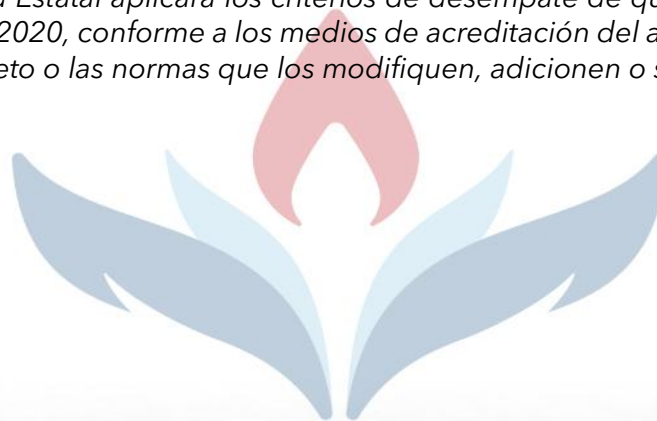 Estatal aplicará los criterios de desempate de
2020, conforme a los medios de acreditación del
o las normas que los modifiquen, adicionen o